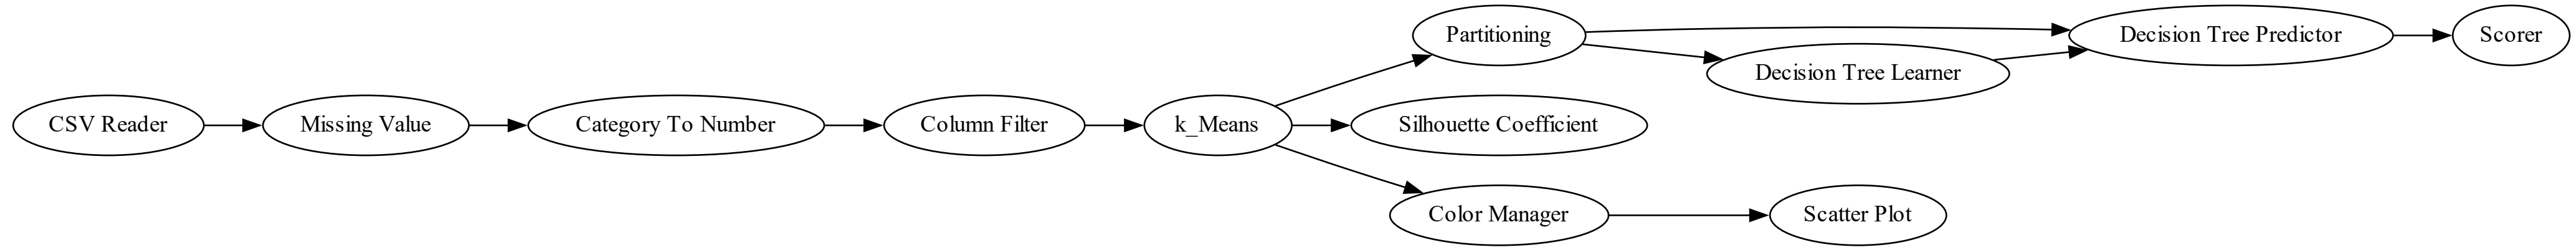 CSV Reader
Missing Value
Category To Number
Column Filter
k_Means
Partitioning
Silhouette Coefficient
Color Manager
Decision Tree Learner
Scatter Plot
Decision Tree Predictor
Scorer